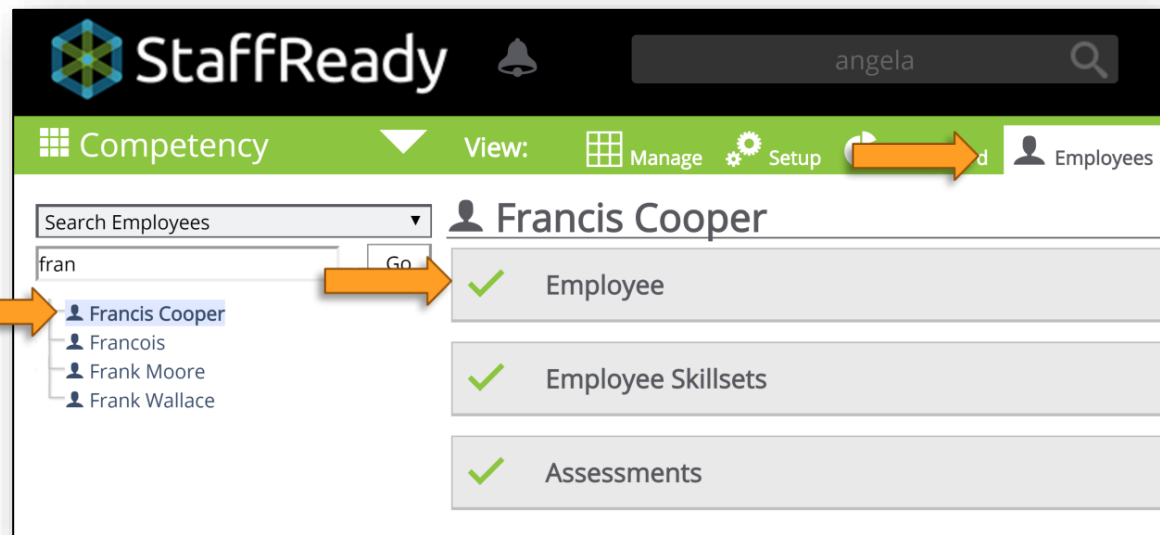 StaffReady
angela
Competency
View:
Manage
Setup
d
Employees
Search Employees
fran
Go
Francis Cooper
Francois
Frank Moore
Frank Wallace
Francis Cooper
Employee
Employee Skillsets
Assessments